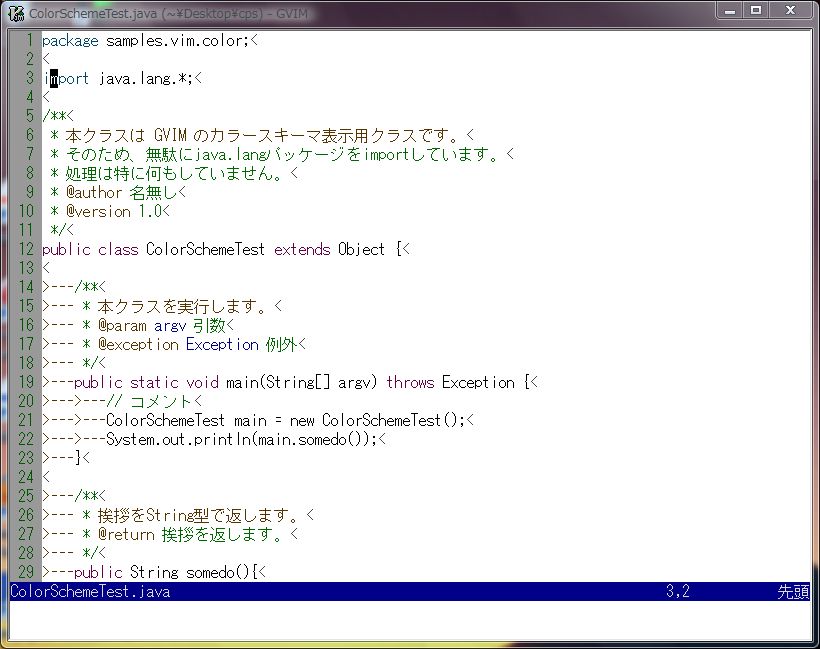 ColorSchemeTest.java (~¥Desktop¥cps) - GVIM
1 package samples.vim.color;<
2 <
3 import java.lang.*;<
4 <
5 /**<
6  * 本クラスは GVIM のカラースキーマ表示用クラスです。<
7  * そのため、無駄にjava.langパッケージをimportしています。<
8  * 処理は特に何もしていません。<
9  * @author 名無し<
10  * @version 1.0<
11  */<
12 public class ColorSchemeTest extends Object {<
13 <
14 >---/**<
15 >--- * 本クラスを実行します。<
16 >--- * @param argv 引数<
17 >--- * @exception Exception 例外<
18 >--- */<
19 >---public static void main(String[] argv) throws Exception {<
20 >--->---// コメント<
21 >--->---ColorSchemeTest main = new ColorSchemeTest();<
22 >--->---System.out.println(main.somedo());<
23 >---}<
24 <
25 >---/**<
26 >--- * 挨拶をString型で返します。<
27 >--- * @return 挨拶を返します。<
28 >--- */<
29 >---public String somedo(){<
ColorSchemeTest.java 3,2 先頭